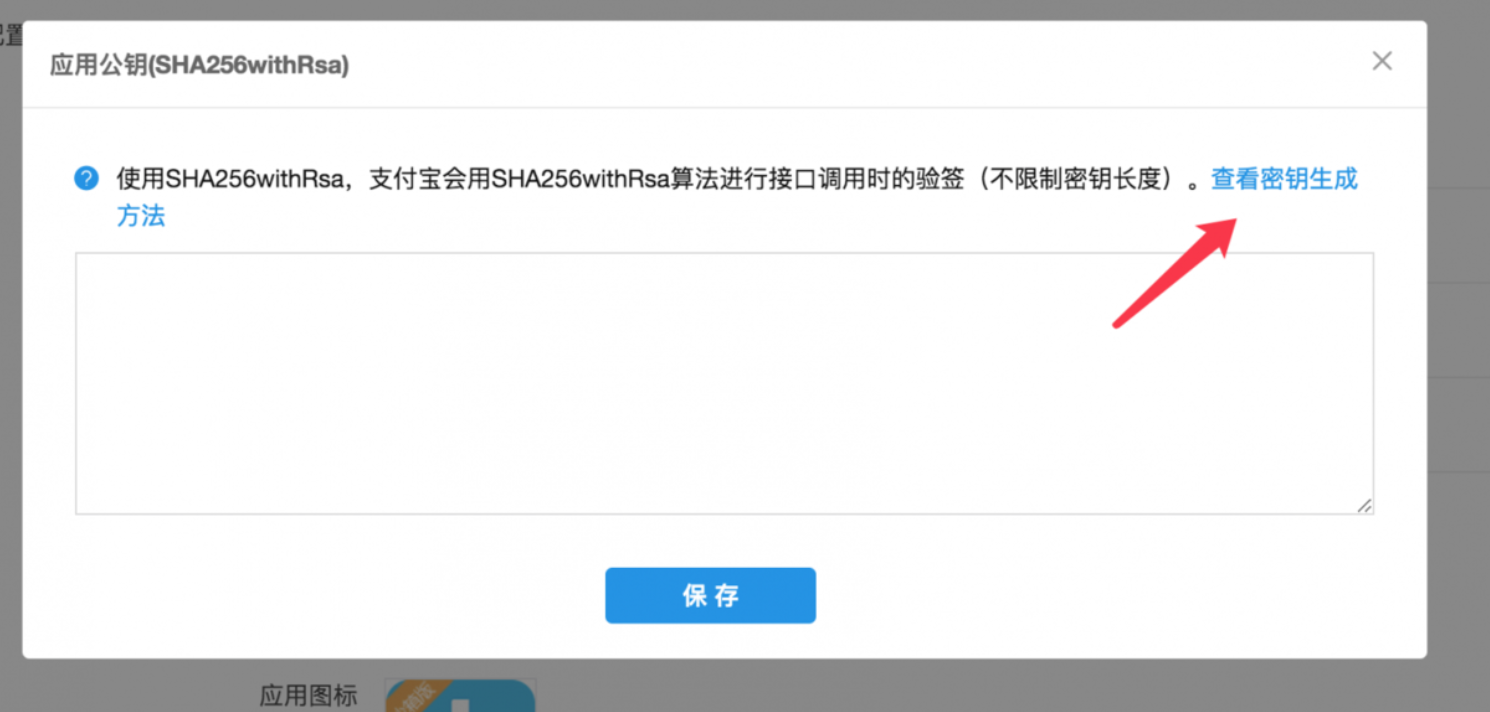 配置
应用公钥(SHA256withRsa)
使用SHA256withRsa，支付宝会用SHA256withRsa算法进行接口调用时的验签（不限制密钥长度）。查看密钥生成
方法
保存
应用图标